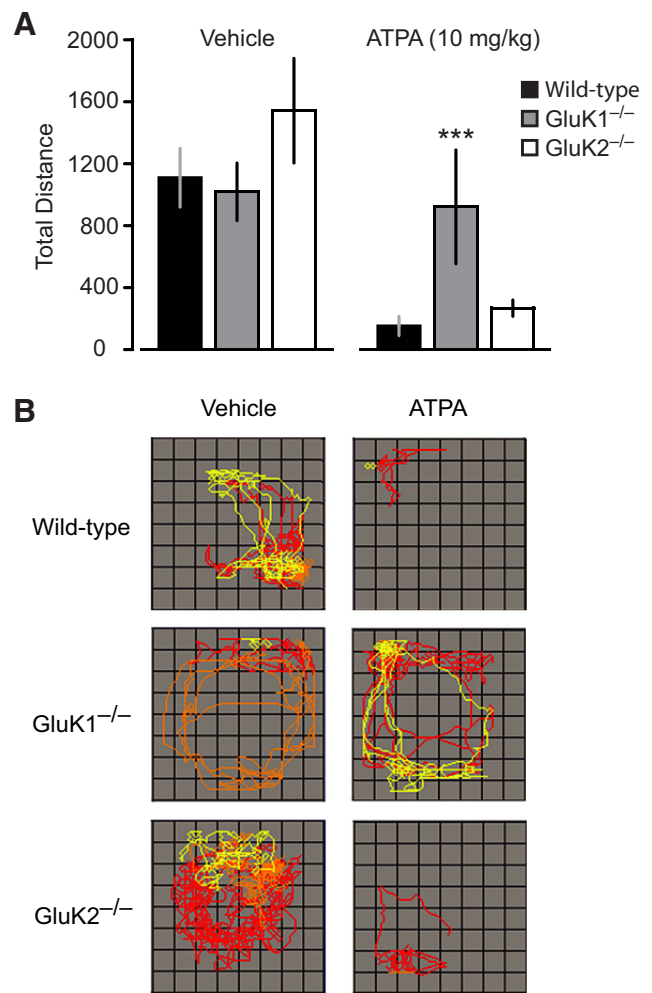 A
Vehicle
ATPA (10 mg/kg)
Total Distance
2000
1600
1200
800
400
0
Wild-type
GluK1–/–
GluK2–/–
***
B
Vehicle
ATPA
Wild-type
GluK1–/–
GluK2–/–